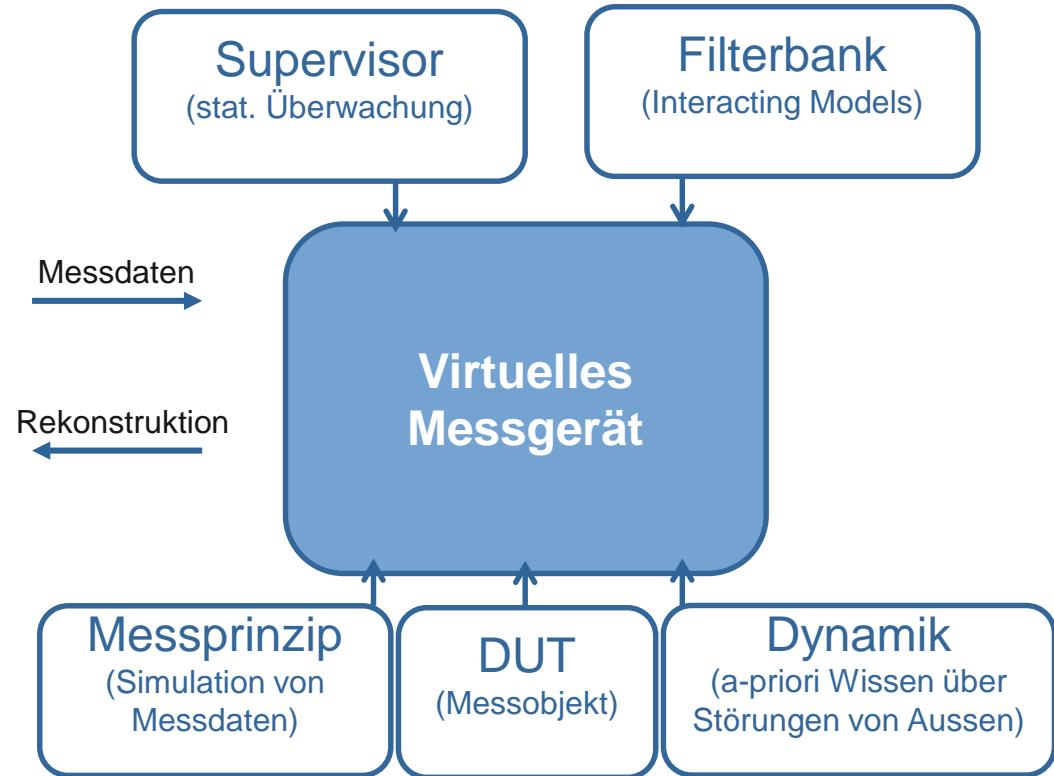 Supervisor
(stat. Überwachung)
Filterbank
(Interacting Models)
Messdaten
Rekonstruktion
Virtuelles
Messgerät
Messprinzip
(Simulation von
Messdaten)
DUT
(Messobjekt)
Dynamik
(a-priori Wissen über
Störungen von Aussen)